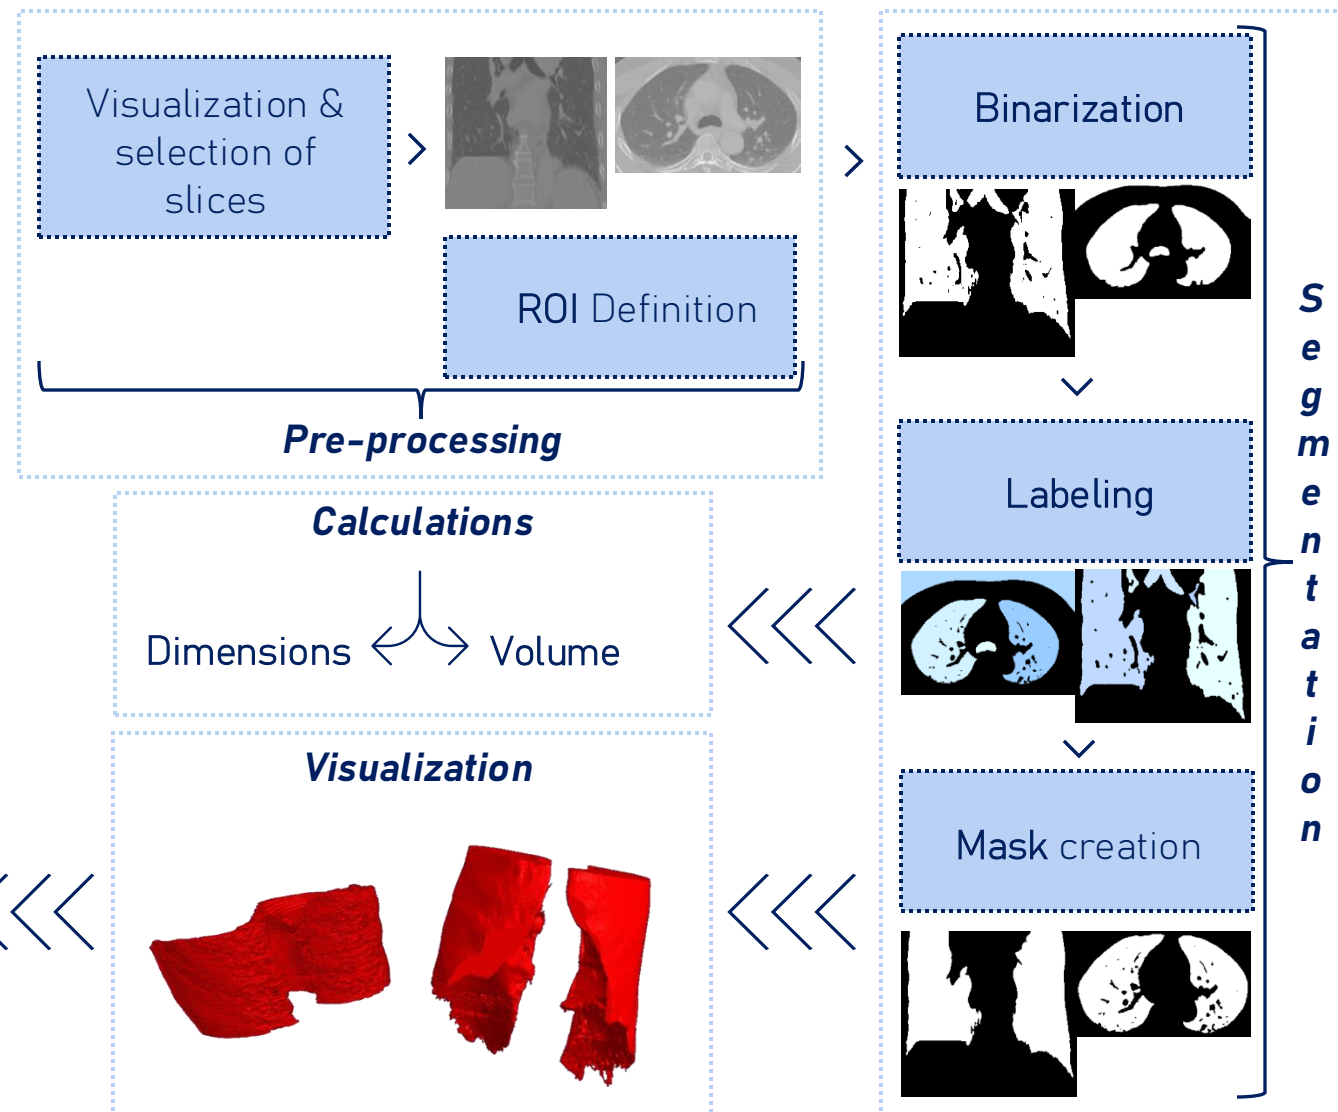 Visualization &
selection of
slices
ROI Definition
Pre-processing
Binarization
Labeling
Mask creation
Segmentation
Calculations
Dimensions
Volume
Visualization